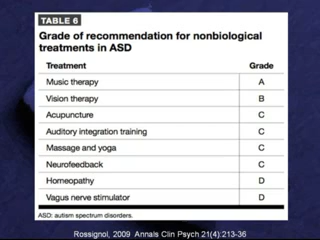 TABLE 6
Grade of recommendation for nonbiological
treatments in ASD
Treatment Grade
Music therapy A
Vision therapy B
Acupuncture C
Auditory integration training C
Massage and yoga C
Neurofeedback C
Homeopathy D
Vagus nerve stimulator D
ASD: autism spectrum disorders.
Rossignol, 2009 Annals Clin Psych 21(4):213-36